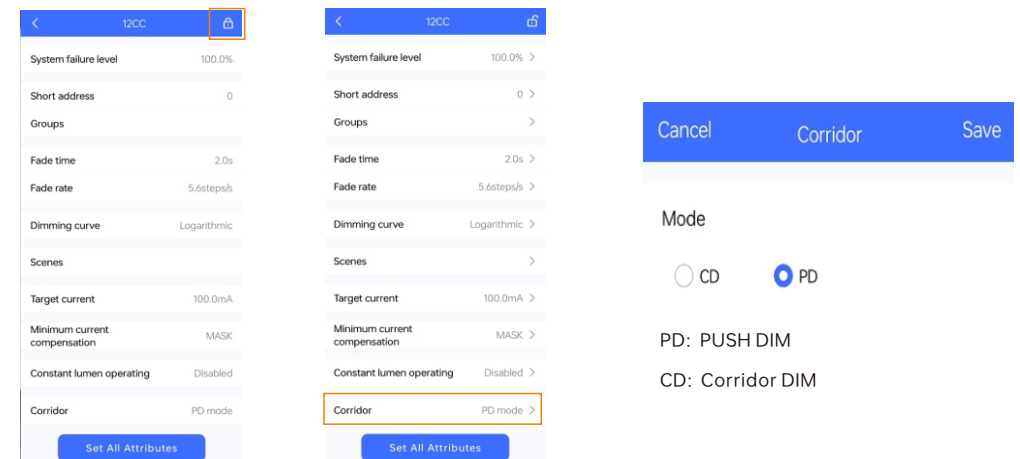 12CC
System failure level 100.0%
Short address 0
Groups
Fade time 2.0s
Fade rate 5.6steps/s
Dimming curve Logarithmic
Scenes
Target current 100.0mA
Minimum current
compensation MASK
Constant lumen operating Disabled
Corridor PD mode
Set All Attributes
12CC
System failure level 100.0%
Short address 0
Groups
Fade time 2.0s
Fade rate 5.6steps/s
Dimming curve Logarithmic
Scenes
Target current 100.0mA
Minimum current
compensation MASK
Constant lumen operating Disabled
Corridor PD mode
Set All Attributes
Cancel Corridor Save
Mode
CD PD
PD: PUSH DIM
CD: Corridor DIM